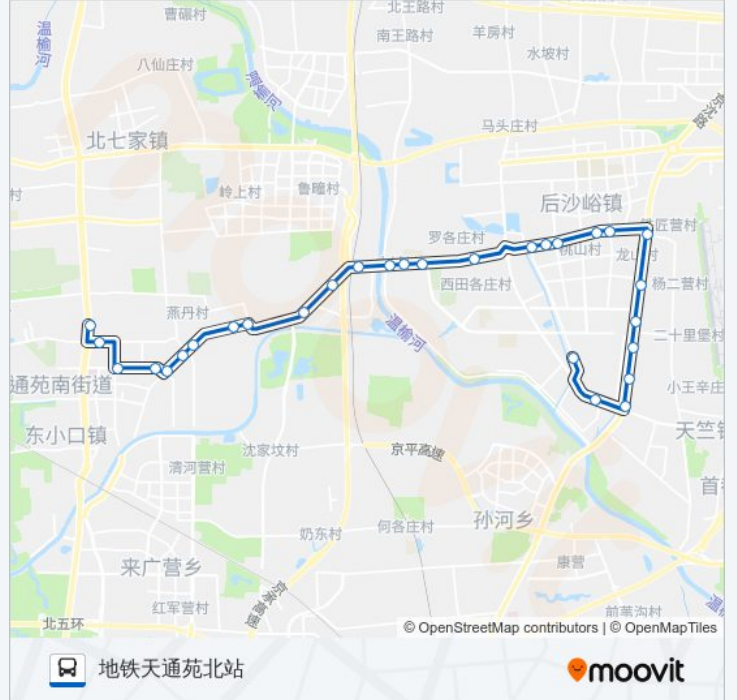 北王路村
曹碾村
温榆河
南王路村
羊房村
水坡村
八仙庄村
温榆河
京沈路
马头庄村
北七家镇
岭上村
鲁疃村
村
后沙峪镇
铁匠营村
罗各庄村
桃山村
龙山村
西田各庄村
杨二营村
燕丹村
温榆河
二十里堡村
通苑南街道
小王辛庄
东小口镇
天竺镇
沈家坟村
京平高速
清河营村
首都
孙河乡
奶东村
何各庄村
来广营乡
康营
京承高速
红军营村
前苇沟村
温
北五环
© OpenStreetMap contributors | © OpenMapTiles
地铁天通苑北站
moovit